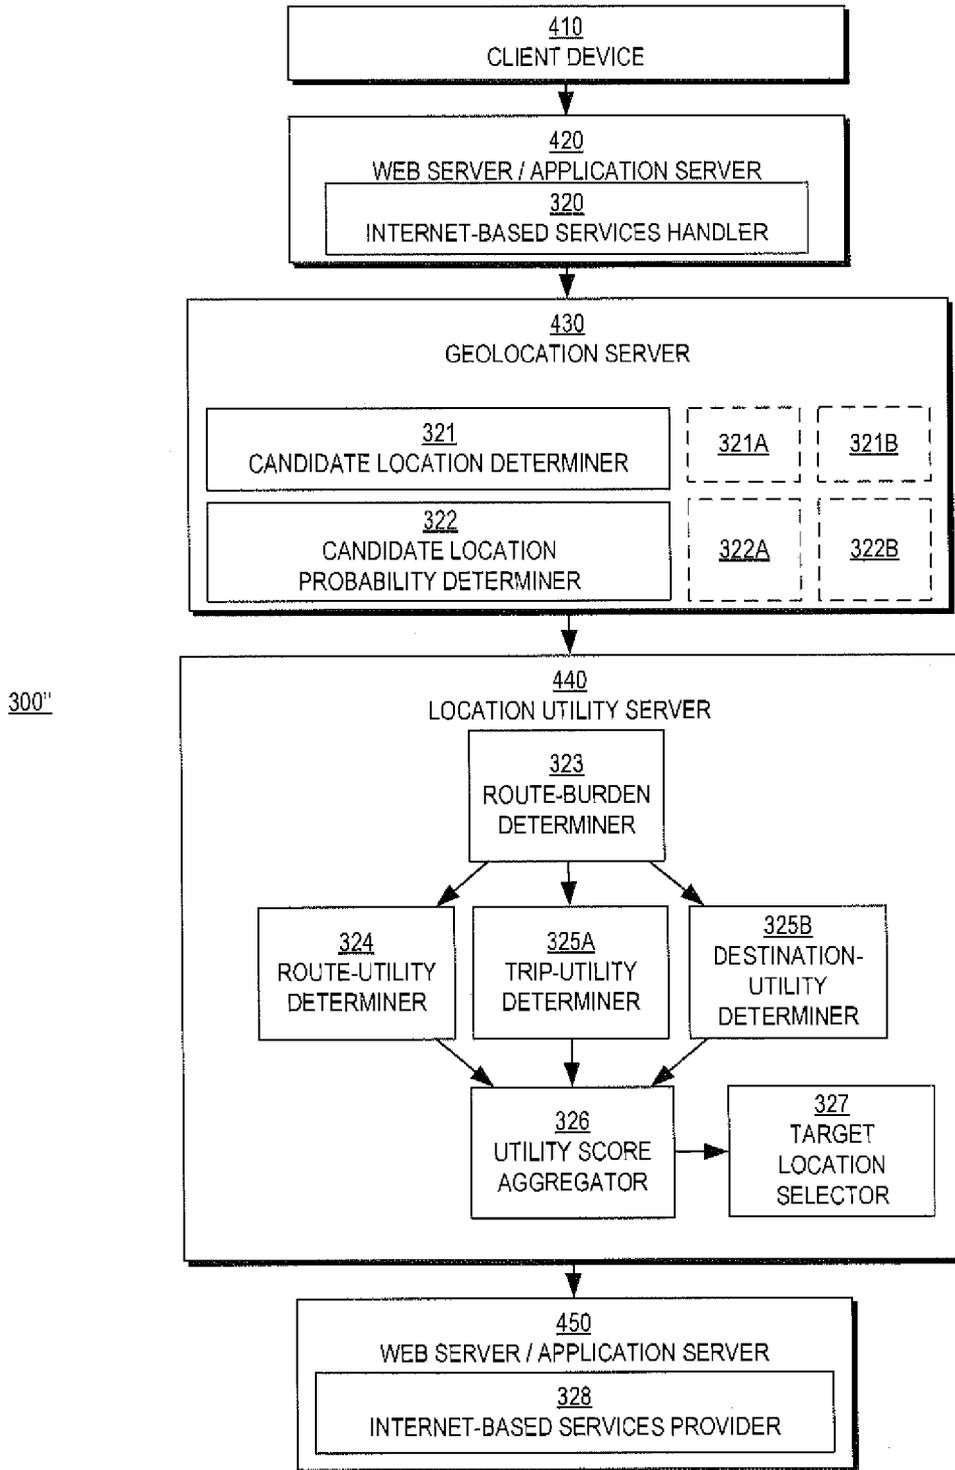 410
CLIENT DEVICE
420
WEB SERVER / APPLICATION SERVER
320
INTERNET-BASED SERVICES HANDLER
430
GEOLOCATION SERVER
321
CANDIDATE LOCATION DETERMINER
321A
321B
322
CANDIDATE LOCATION
PROBABILITY DETERMINER
322A
322B
300"
440
LOCATION UTILITY SERVER
323
ROUTE-BURDEN
DETERMINER
324
ROUTE-UTILITY
DETERMINER
325A
TRIP-UTILITY
DETERMINER
325B
DESTINATION-
UTILITY
DETERMINER
326
UTILITY SCORE
AGGREGATOR
327
TARGET
LOCATION
SELECTOR
450
WEB SERVER / APPLICATION SERVER
328
INTERNET-BASED SERVICES PROVIDER